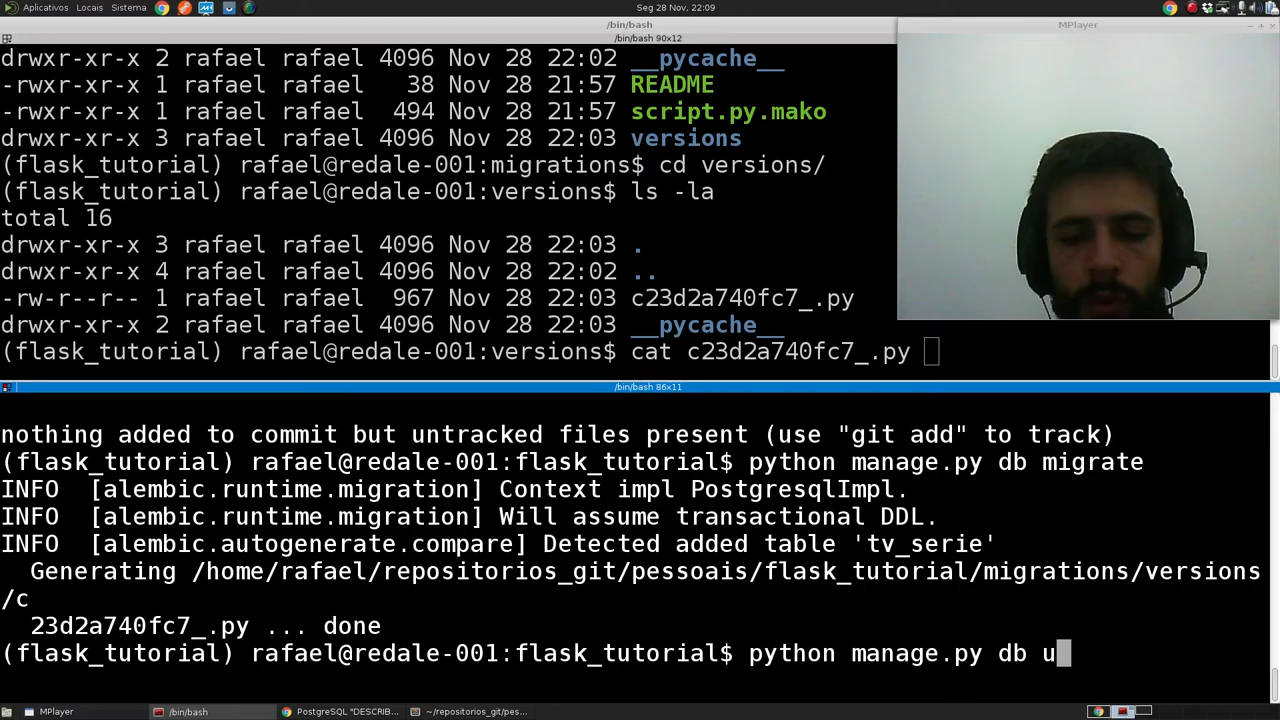 Aplicativos Locais Sistema Seg 28 Nov, 22:09
/bin/bash
MPlayer
/bin/bash 90x12
drwxr-xr-x 2 rafael rafael 4096 Nov 28 22:02 __pycache__
-rwxr-xr-x 1 rafael rafael 38 Nov 28 21:57 README
-rwxr-xr-x 1 rafael rafael 494 Nov 28 21:57 script.py.mako
drwxr-xr-x 3 rafael rafael 4096 Nov 28 22:03 versions
(flask_tutorial) rafael@redale-001:migrations$ cd versions/
(flask_tutorial) rafael@redale-001:versions$ ls -la
total 16
drwxr-xr-x 3 rafael rafael 4096 Nov 28 22:03 .
drwxr-xr-x 4 rafael rafael 4096 Nov 28 22:02 ..
-rw-r--r-- 1 rafael rafael 967 Nov 28 22:03 c23d2a740fc7_.py
drwxr-xr-x 2 rafael rafael 4096 Nov 28 22:03 __pycache__
(flask_tutorial) rafael@redale-001:versions$ cat c23d2a740fc7_.py
/bin/bash 86x11
nothing added to commit but untracked files present (use "git add" to track)
(flask_tutorial) rafael@redale-001:flask_tutorial$ python manage.py db migrate
INFO [alembic.runtime.migration] Context impl PostgresqlImpl.
INFO [alembic.runtime.migration] Will assume transactional DDL.
INFO [alembic.autogenerate.compare] Detected added table 'tv_serie'
Generating /home/rafael/repositorios_git/pessoais/flask_tutorial/migrations/versions
/c
23d2a740fc7_.py ... done
(flask_tutorial) rafael@redale-001:flask_tutorial$ python manage.py db u
MPlayer /bin/bash PostgreSQL "DESCRIB... ~/repositorios_git/pes...